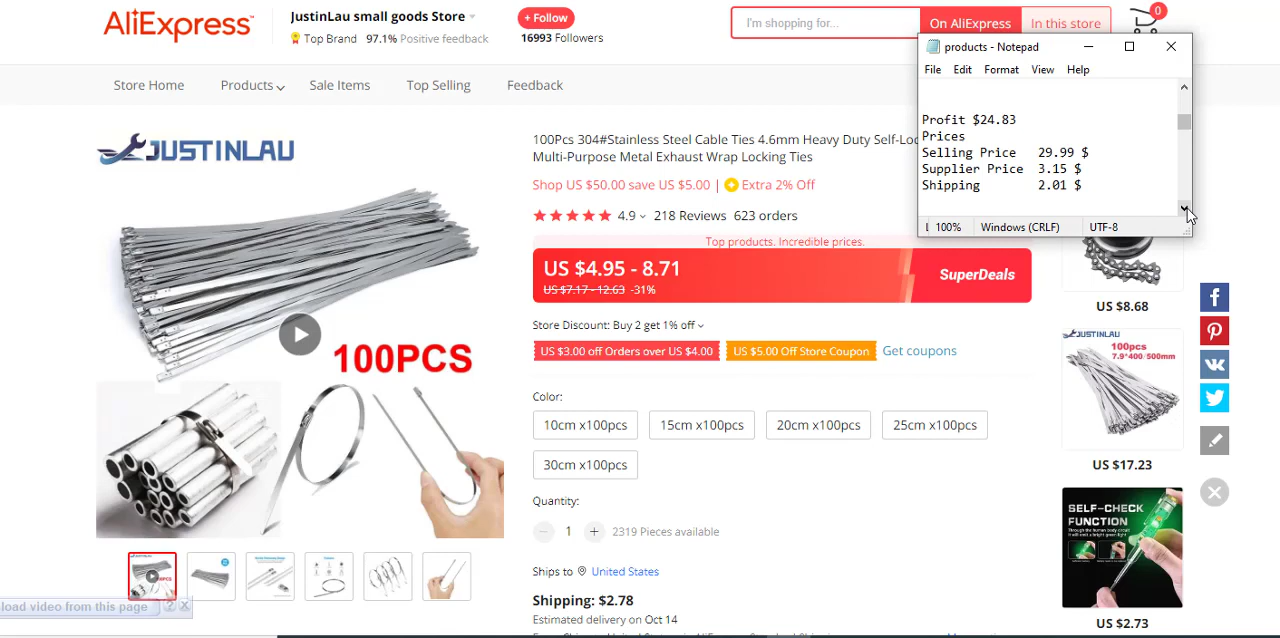 AliExpress™
JustinLau small goods Store
Top Brand 97.1% Positive feedback
+ Follow
16993 Followers
I'm shopping for...
On AliExpress
In this store
0
products - Notepad
File Edit Format View Help
Profit $24.83
Prices
Selling Price 29.99 $
Supplier Price 3.15 $
Shipping 2.01 $
100% Windows (CRLF) UTF-8
Store Home Products Sale Items Top Selling Feedback
JUSTINLAU
100PCS
100Pcs 304#Stainless Steel Cable Ties 4.6mm Heavy Duty
Multi-Purpose Metal Exhaust Wrap Locking Ties
Shop US $50.00 save US $5.00 | Extra 2% Off
4.9 218 Reviews 623 orders
Top products. Incredible prices.
US $4.95 - 8.71
US $7.17 - 12.63 -31%
SuperDeals
Store Discount: Buy 2 get 1% off
US $3.00 off Orders over US $4.00
US $5.00 Off Store Coupon
Get coupons
Color:
10cm x100pcs
15cm x100pcs
20cm x100pcs
25cm x100pcs
30cm x100pcs
Quantity:
− 1 + 2319 Pieces available
Ships to United States
Shipping: $2.78
Estimated delivery on Oct 14
US $8.68
JUSTINLAU
100pcs
7.9*400/500mm
US $17.23
SELF-CHECK
FUNCTION
US $2.73
load video from this page ?